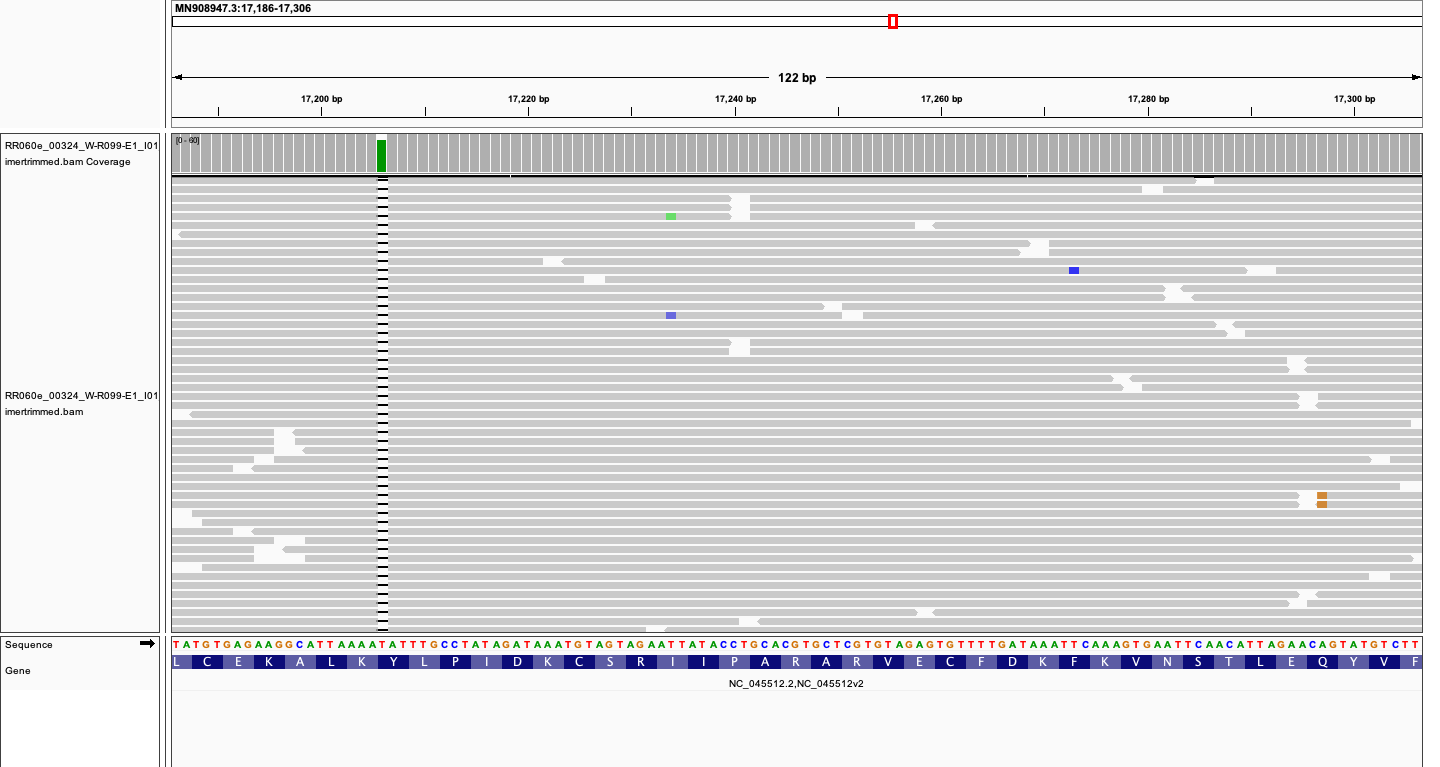 MN908947.3:17,186-17,306
122 bp
17,200 bp 17,220 bp 17,240 bp 17,260 bp 17,280 bp 17,300 bp
RR060e_00324_W-R099-E1_I01
imertrimmed.bam Coverage
[0 - 60]
RR060e_00324_W-R099-E1_I01
imertrimmed.bam
Sequence
TATGTGAGAAGGCATTAAAATATTTGCCTATAGATAAATGTAGTAGAATTATACCTGCACGTGCTCGTGTAGAGTGTTTTGATAAATTCAAAGTGAATTCAACATTAGAACAGTATGTCTT
Gene
L C E K A L K Y L P I D K C S R I I P A R A R V E C F D K F K V N S T L E Q Y V F
NC_045512.2,NC_045512v2